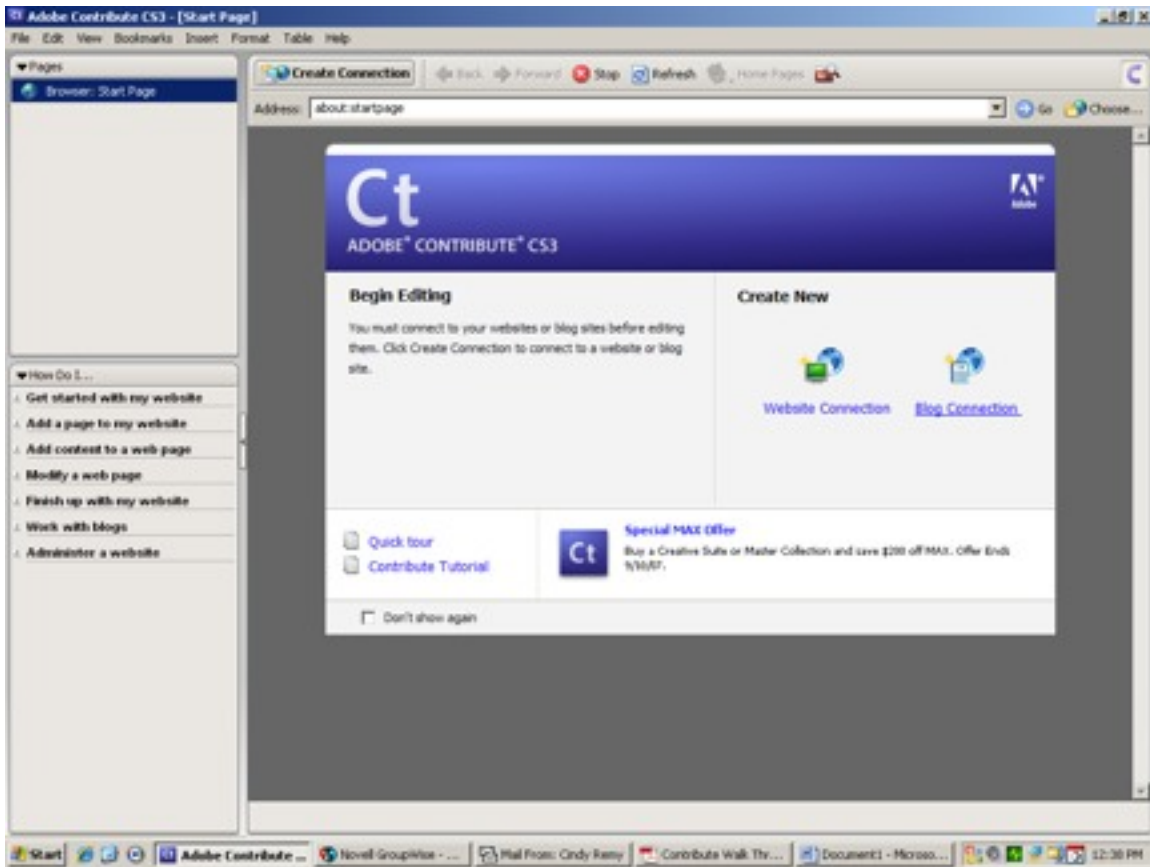 Adobe Contribute CS3 - [Start Page]
File Edit View Bookmarks Insert Format Table Help
Pages
Browser: Start Page
Create Connection Back Forward Stop Refresh Home Pages
Address: about:startpage Go Choose...
Ct
ADOBE® CONTRIBUTE® CS3
Adobe
Begin Editing
You must connect to your websites or blog sites before editing
them. Click Create Connection to connect to a website or blog
site.
Create New
Website Connection Blog Connection
How Do I...
Get started with my website
Add a page to my website
Add content to a web page
Modify a web page
Finish up with my website
Work with blogs
Administer a website
Quick tour
Contribute Tutorial
Ct
Special MAX Offer
Buy a Creative Suite or Master Collection and save $200 off MAX. Offer Ends
9/10/07.
Don't show again
Start Adobe Contribute ... Novell GroupWise - ... Mail From: Cindy Remy Contribute Walk Thr... Document1 - Microso... 12:38 PM